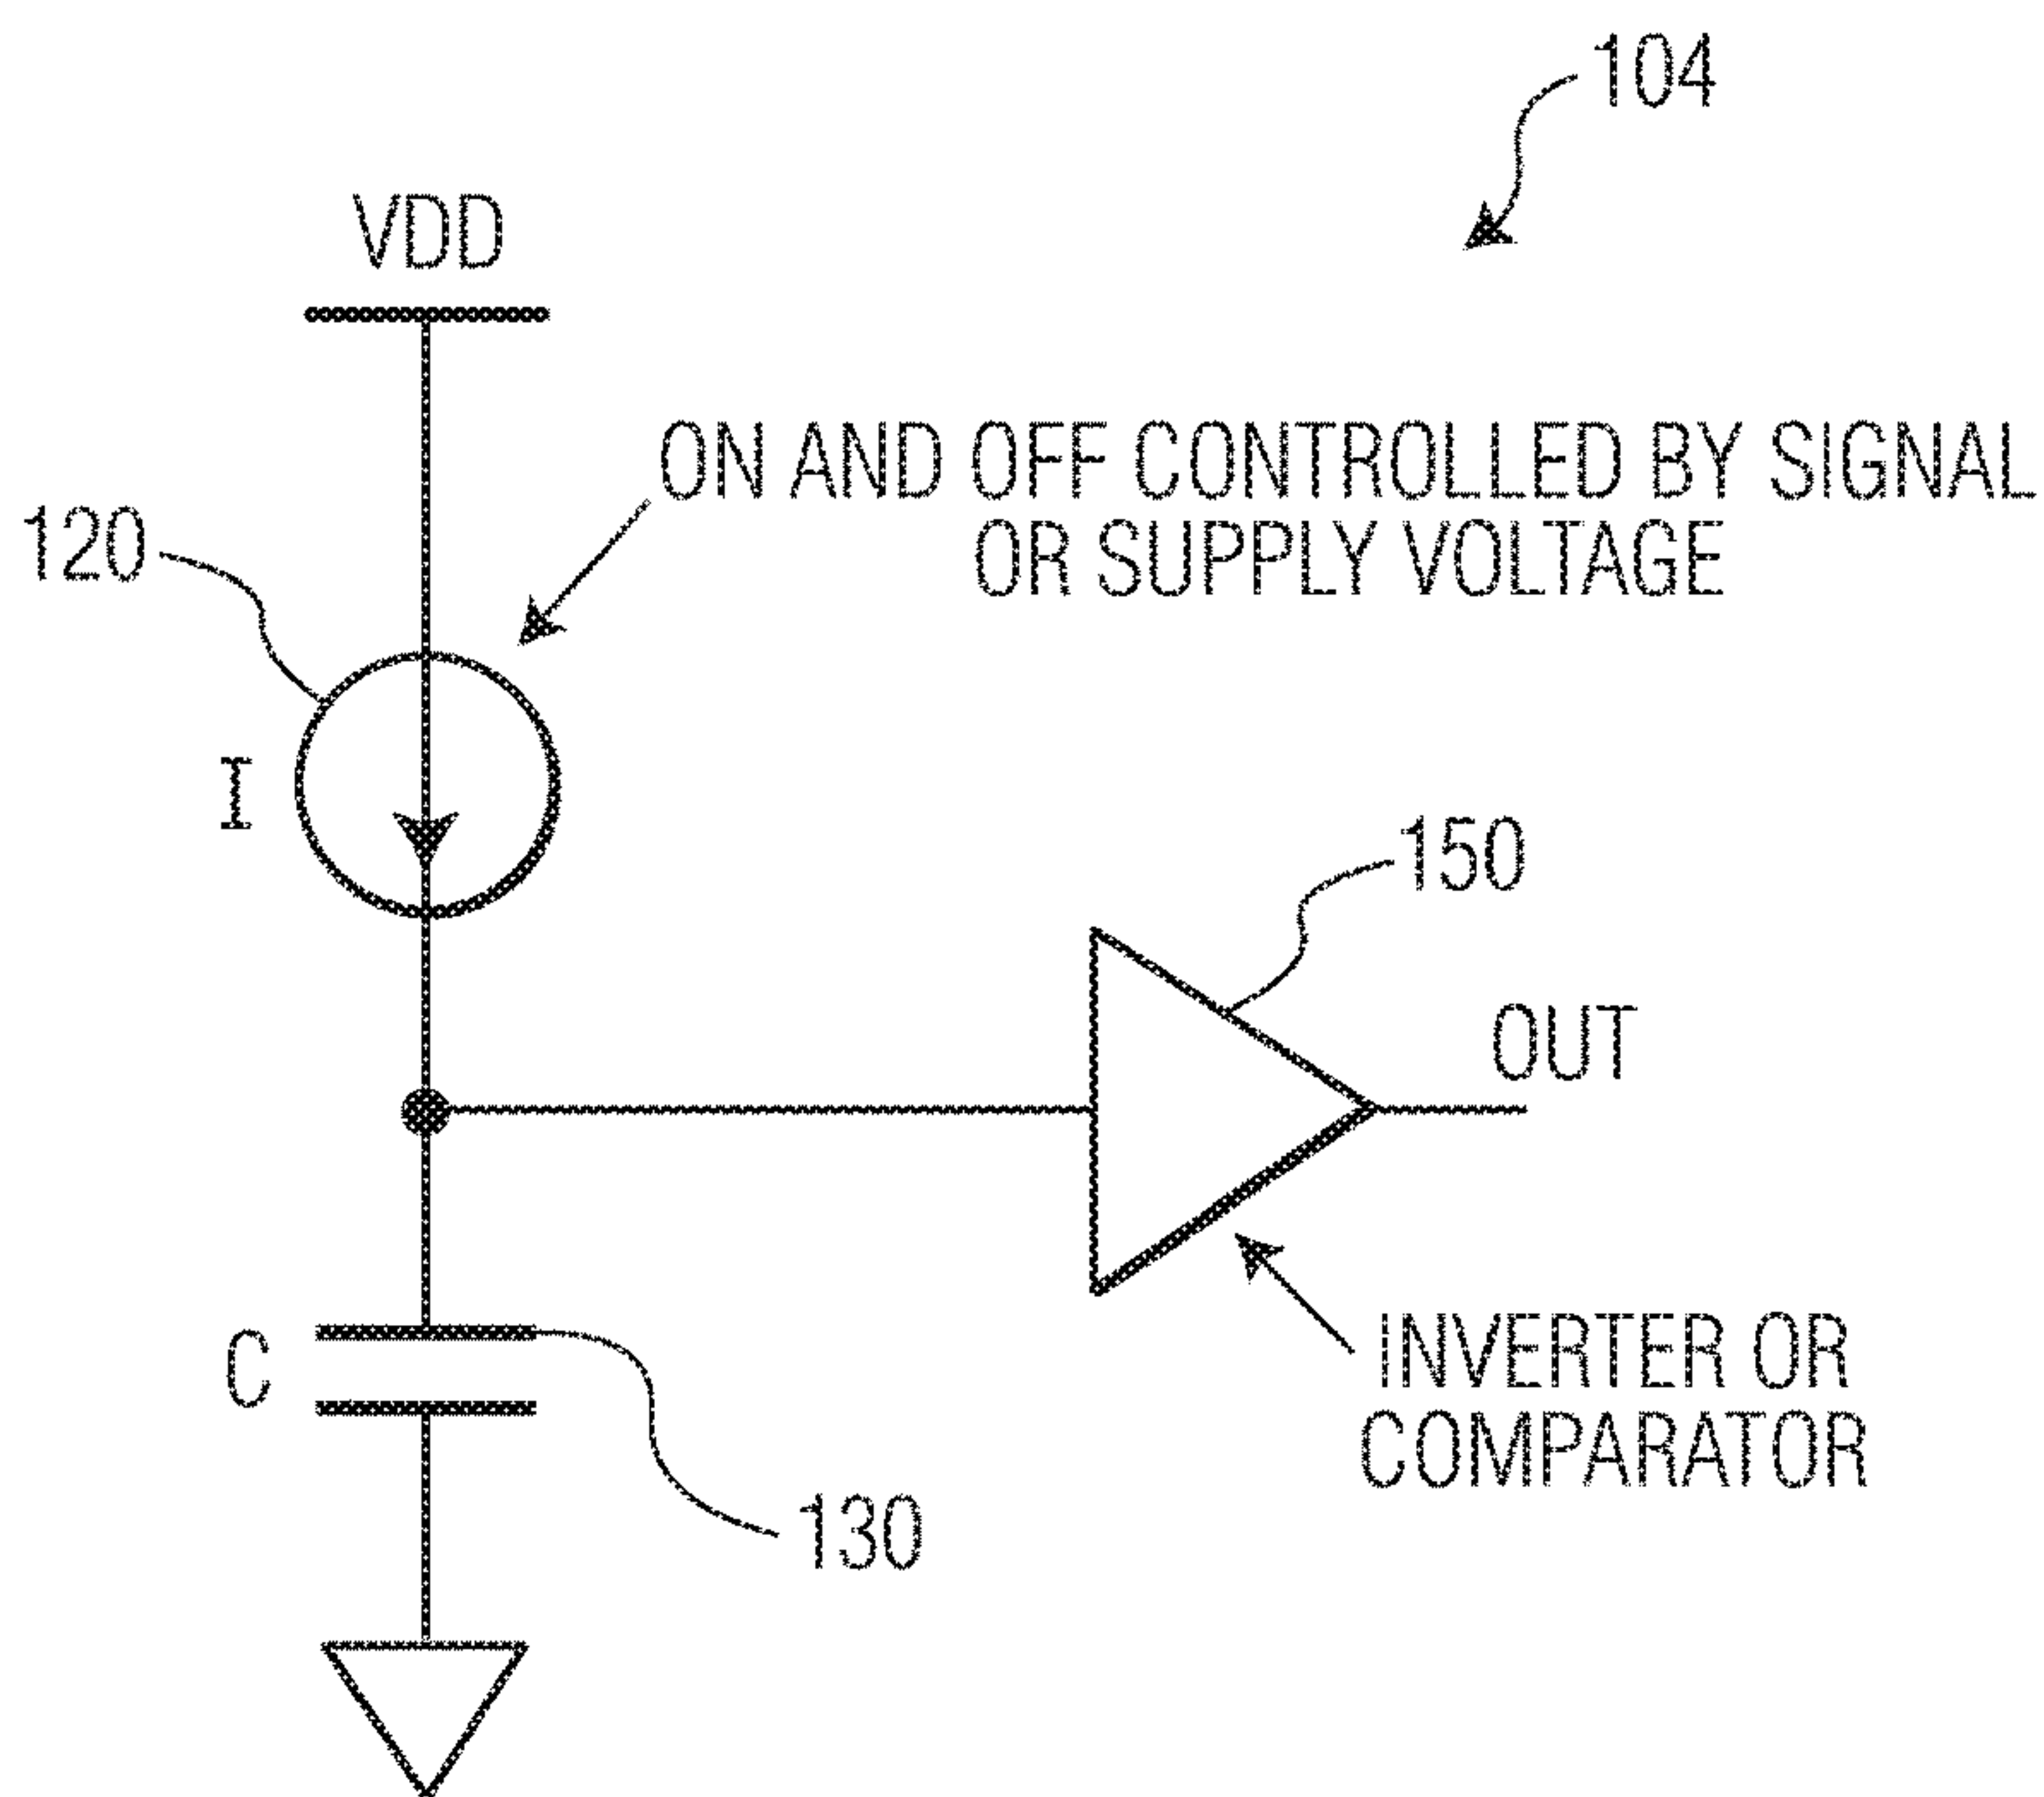 104
VDD
ON AND OFF CONTROLLED BY SIGNAL
OR SUPPLY VOLTAGE
120
I
150
OUT
INVERTER OR
COMPARATOR
C
130